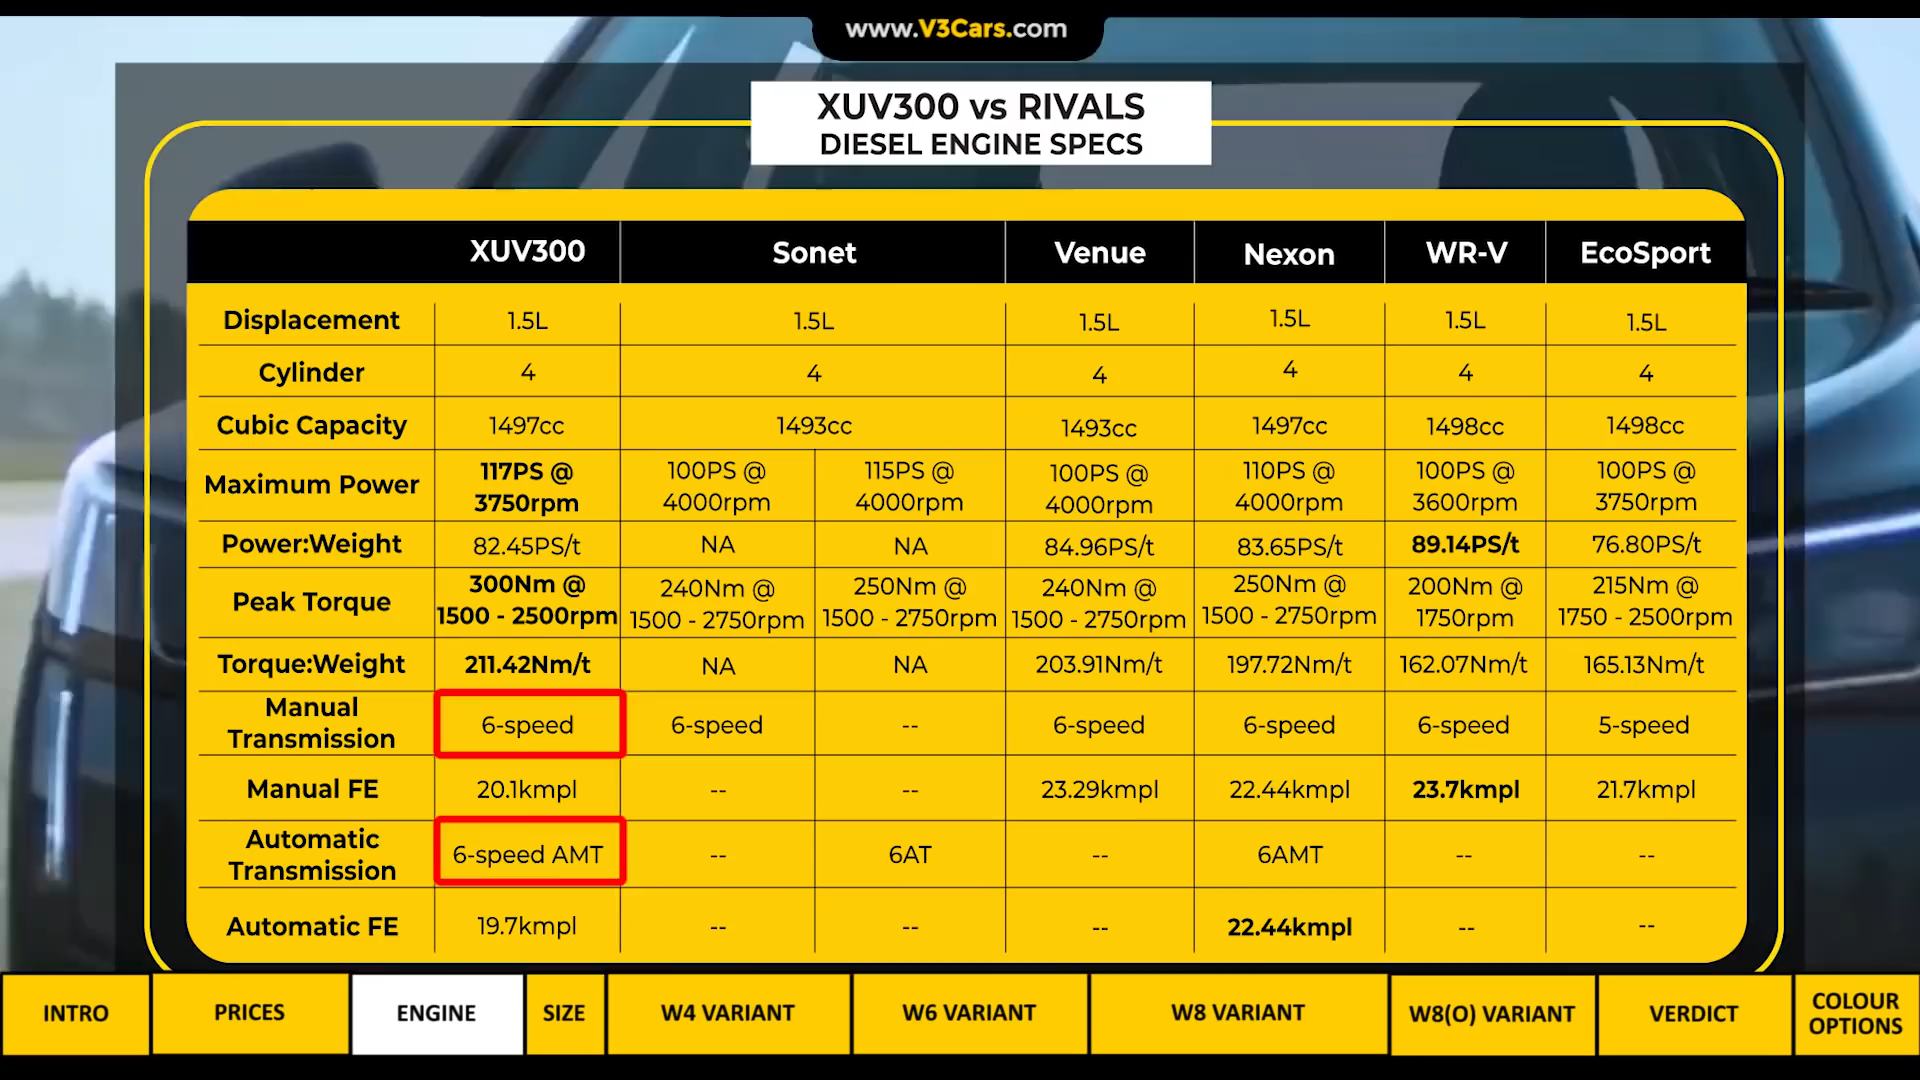 www.V3Cars.com
XUV300 vs RIVALS
DIESEL ENGINE SPECS
XUV300 Sonet Venue Nexon WR-V EcoSport
Displacement 1.5L 1.5L 1.5L 1.5L 1.5L 1.5L
Cylinder 4 4 4 4 4 4
Cubic Capacity 1497cc 1493cc 1493cc 1497cc 1498cc 1498cc
Maximum Power 117PS @ 3750rpm 100PS @ 4000rpm 115PS @ 4000rpm 100PS @ 4000rpm 110PS @ 4000rpm 100PS @ 3600rpm 100PS @ 3750rpm
Power:Weight 82.45PS/t NA NA 84.96PS/t 83.65PS/t 89.14PS/t 76.80PS/t
Peak Torque 300Nm @ 1500 - 2500rpm 240Nm @ 1500 - 2750rpm 250Nm @ 1500 - 2750rpm 240Nm @ 1500 - 2750rpm 250Nm @ 1500 - 2750rpm 200Nm @ 1750rpm 215Nm @ 1750 - 2500rpm
Torque:Weight 211.42Nm/t NA NA 203.91Nm/t 197.72Nm/t 162.07Nm/t 165.13Nm/t
Manual Transmission 6-speed 6-speed -- 6-speed 6-speed 6-speed 5-speed
Manual FE 20.1kmpl -- -- 23.29kmpl 22.44kmpl 23.7kmpl 21.7kmpl
Automatic Transmission 6-speed AMT -- 6AT -- 6AMT -- --
Automatic FE 19.7kmpl -- -- -- 22.44kmpl -- --
INTRO PRICES ENGINE SIZE W4 VARIANT W6 VARIANT W8 VARIANT W8(O) VARIANT VERDICT COLOUR OPTIONS